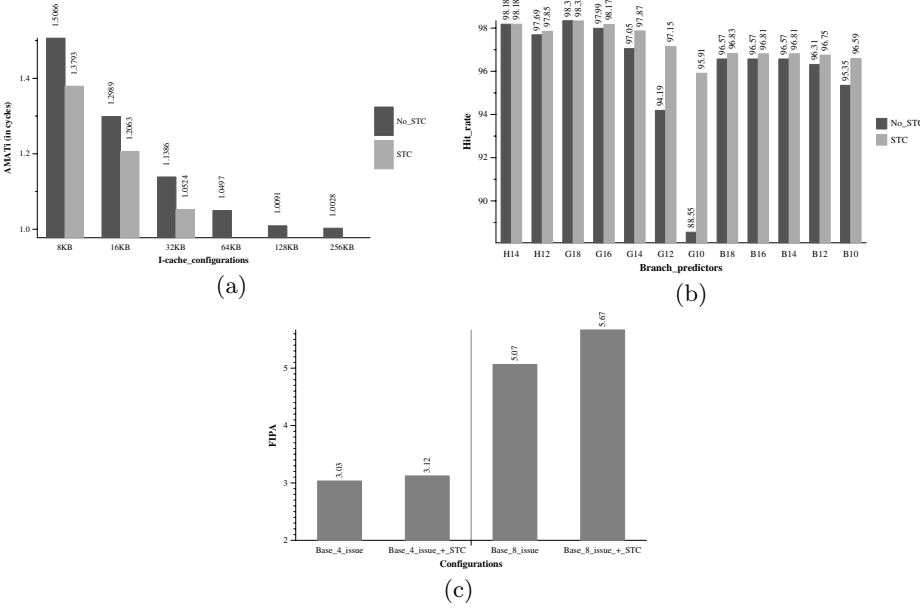 1.5066
1.3793
1.2989
1.2063
1.1386
1.0524
1.0497
1.0091
1.0028
1.4
1.2
1.0
AMATi (in cycles)
8KB 16KB 32KB 64KB 128KB 256KB
I-cache_configurations
No_STC
STC
(a)
98.18 98.18
97.69 97.85
98.3 98.3
97.99 98.17
97.05 97.87
94.19 97.15
88.55 95.91
96.57 96.83
96.57 96.81
96.57 96.81
96.31 96.75
95.35 96.59
98
96
94
92
90
Hit_rate
H14 H12 G18 G16 G14 G12 G10 B18 B16 B14 B12 B10
Branch_predictors
No_STC
STC
(b)
3.03
3.12
5.07
5.67
5
4
3
2
FIPA
Base_4_issue Base_4_issue_+_STC Base_8_issue Base_8_issue_+_STC
Configurations
(c)